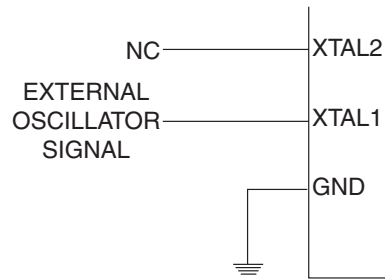 NC
XTAL2
EXTERNAL
OSCILLATOR
SIGNAL
XTAL1
GND